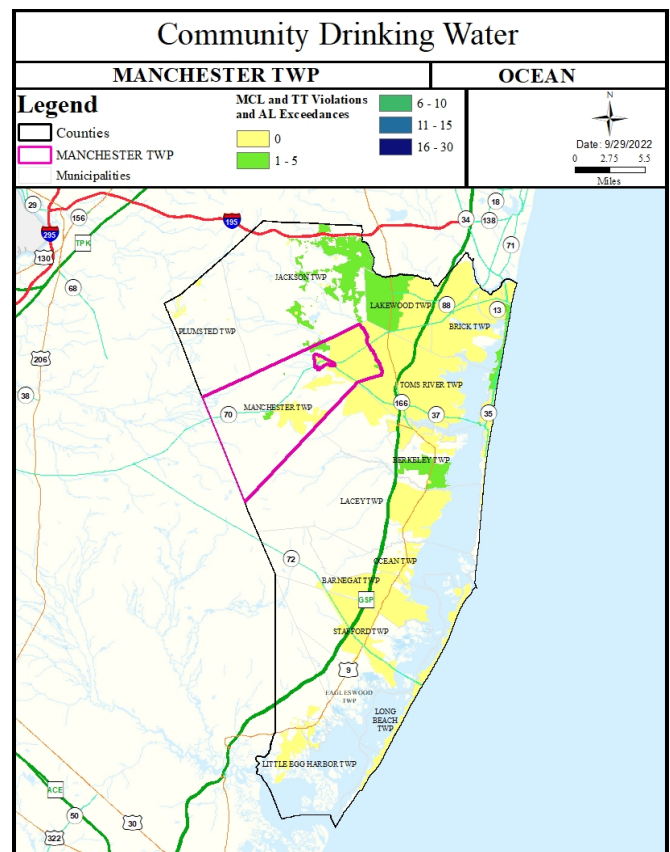 Community Drinking Water
MANCHESTER TWP
OCEAN
Legend
Counties
MANCHESTER TWP
Municipalities
MCL and TT Violations
and AL Exceedances
0
1 - 5
6 - 10
11 - 15
16 - 30
N
Date: 9/29/2022
0 2.75 5.5
Miles
29
156
195
34
18
138
295
TPK
130
71
JACKSON TWP
68
LAKEWOOD TWP
88
13
PLUMSTED TWP
BRICK TWP
206
38
TOMS RIVER TWP
MANCHESTER TWP
70
166
37
35
BERKELEY TWP
LACEY TWP
72
OCEAN TWP
BARNEGAT TWP
GSP
STAFFORD TWP
9
EAGLESWOOD
TWP
LONG
BEACH
TWP
LITTLE EGG HARBOR TWP
ACE
50
30
322